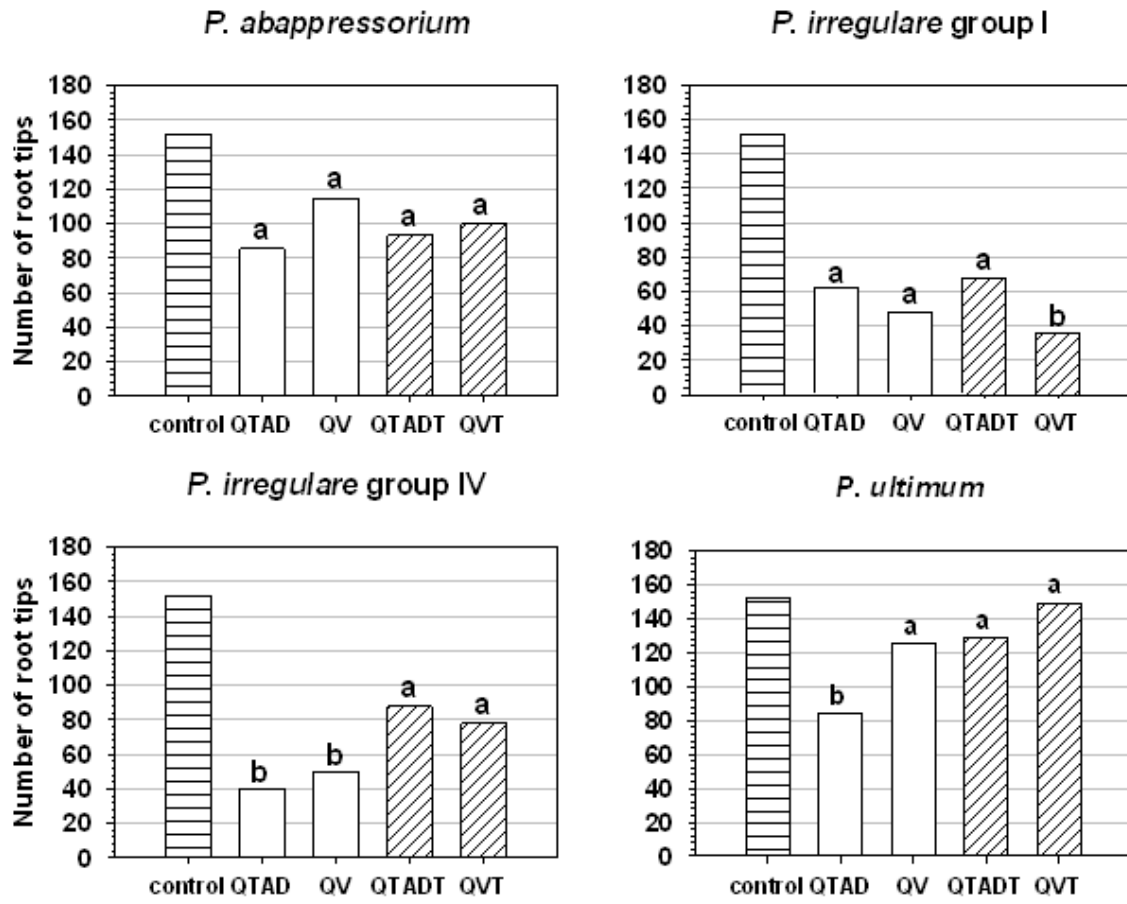 P. abappressorium
Number of root tips
180
160
140
120
100
80
60
40
20
0
a
a
a
a
control QTAD QV QTADT QVT
P. irregulare group I
180
160
140
120
100
80
60
40
20
0
a
a
a
b
control QTAD QV QTADT QVT
P. irregulare group IV
Number of root tips
180
160
140
120
100
80
60
40
20
0
b
b
a
a
control QTAD QV QTADT QVT
P. ultimum
180
160
140
120
100
80
60
40
20
0
b
a
a
a
control QTAD QV QTADT QVT